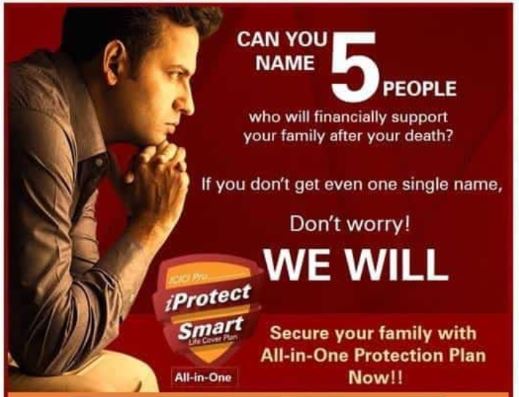 CAN YOU
NAME 5 PEOPLE
who will financially support
your family after your death?
If you don't get even one single name,
Don't worry!
WE WILL
ICICI Pru
iProtect
Smart
Life Cover Plan
All-in-One
Secure your family with
All-in-One Protection Plan
Now!!